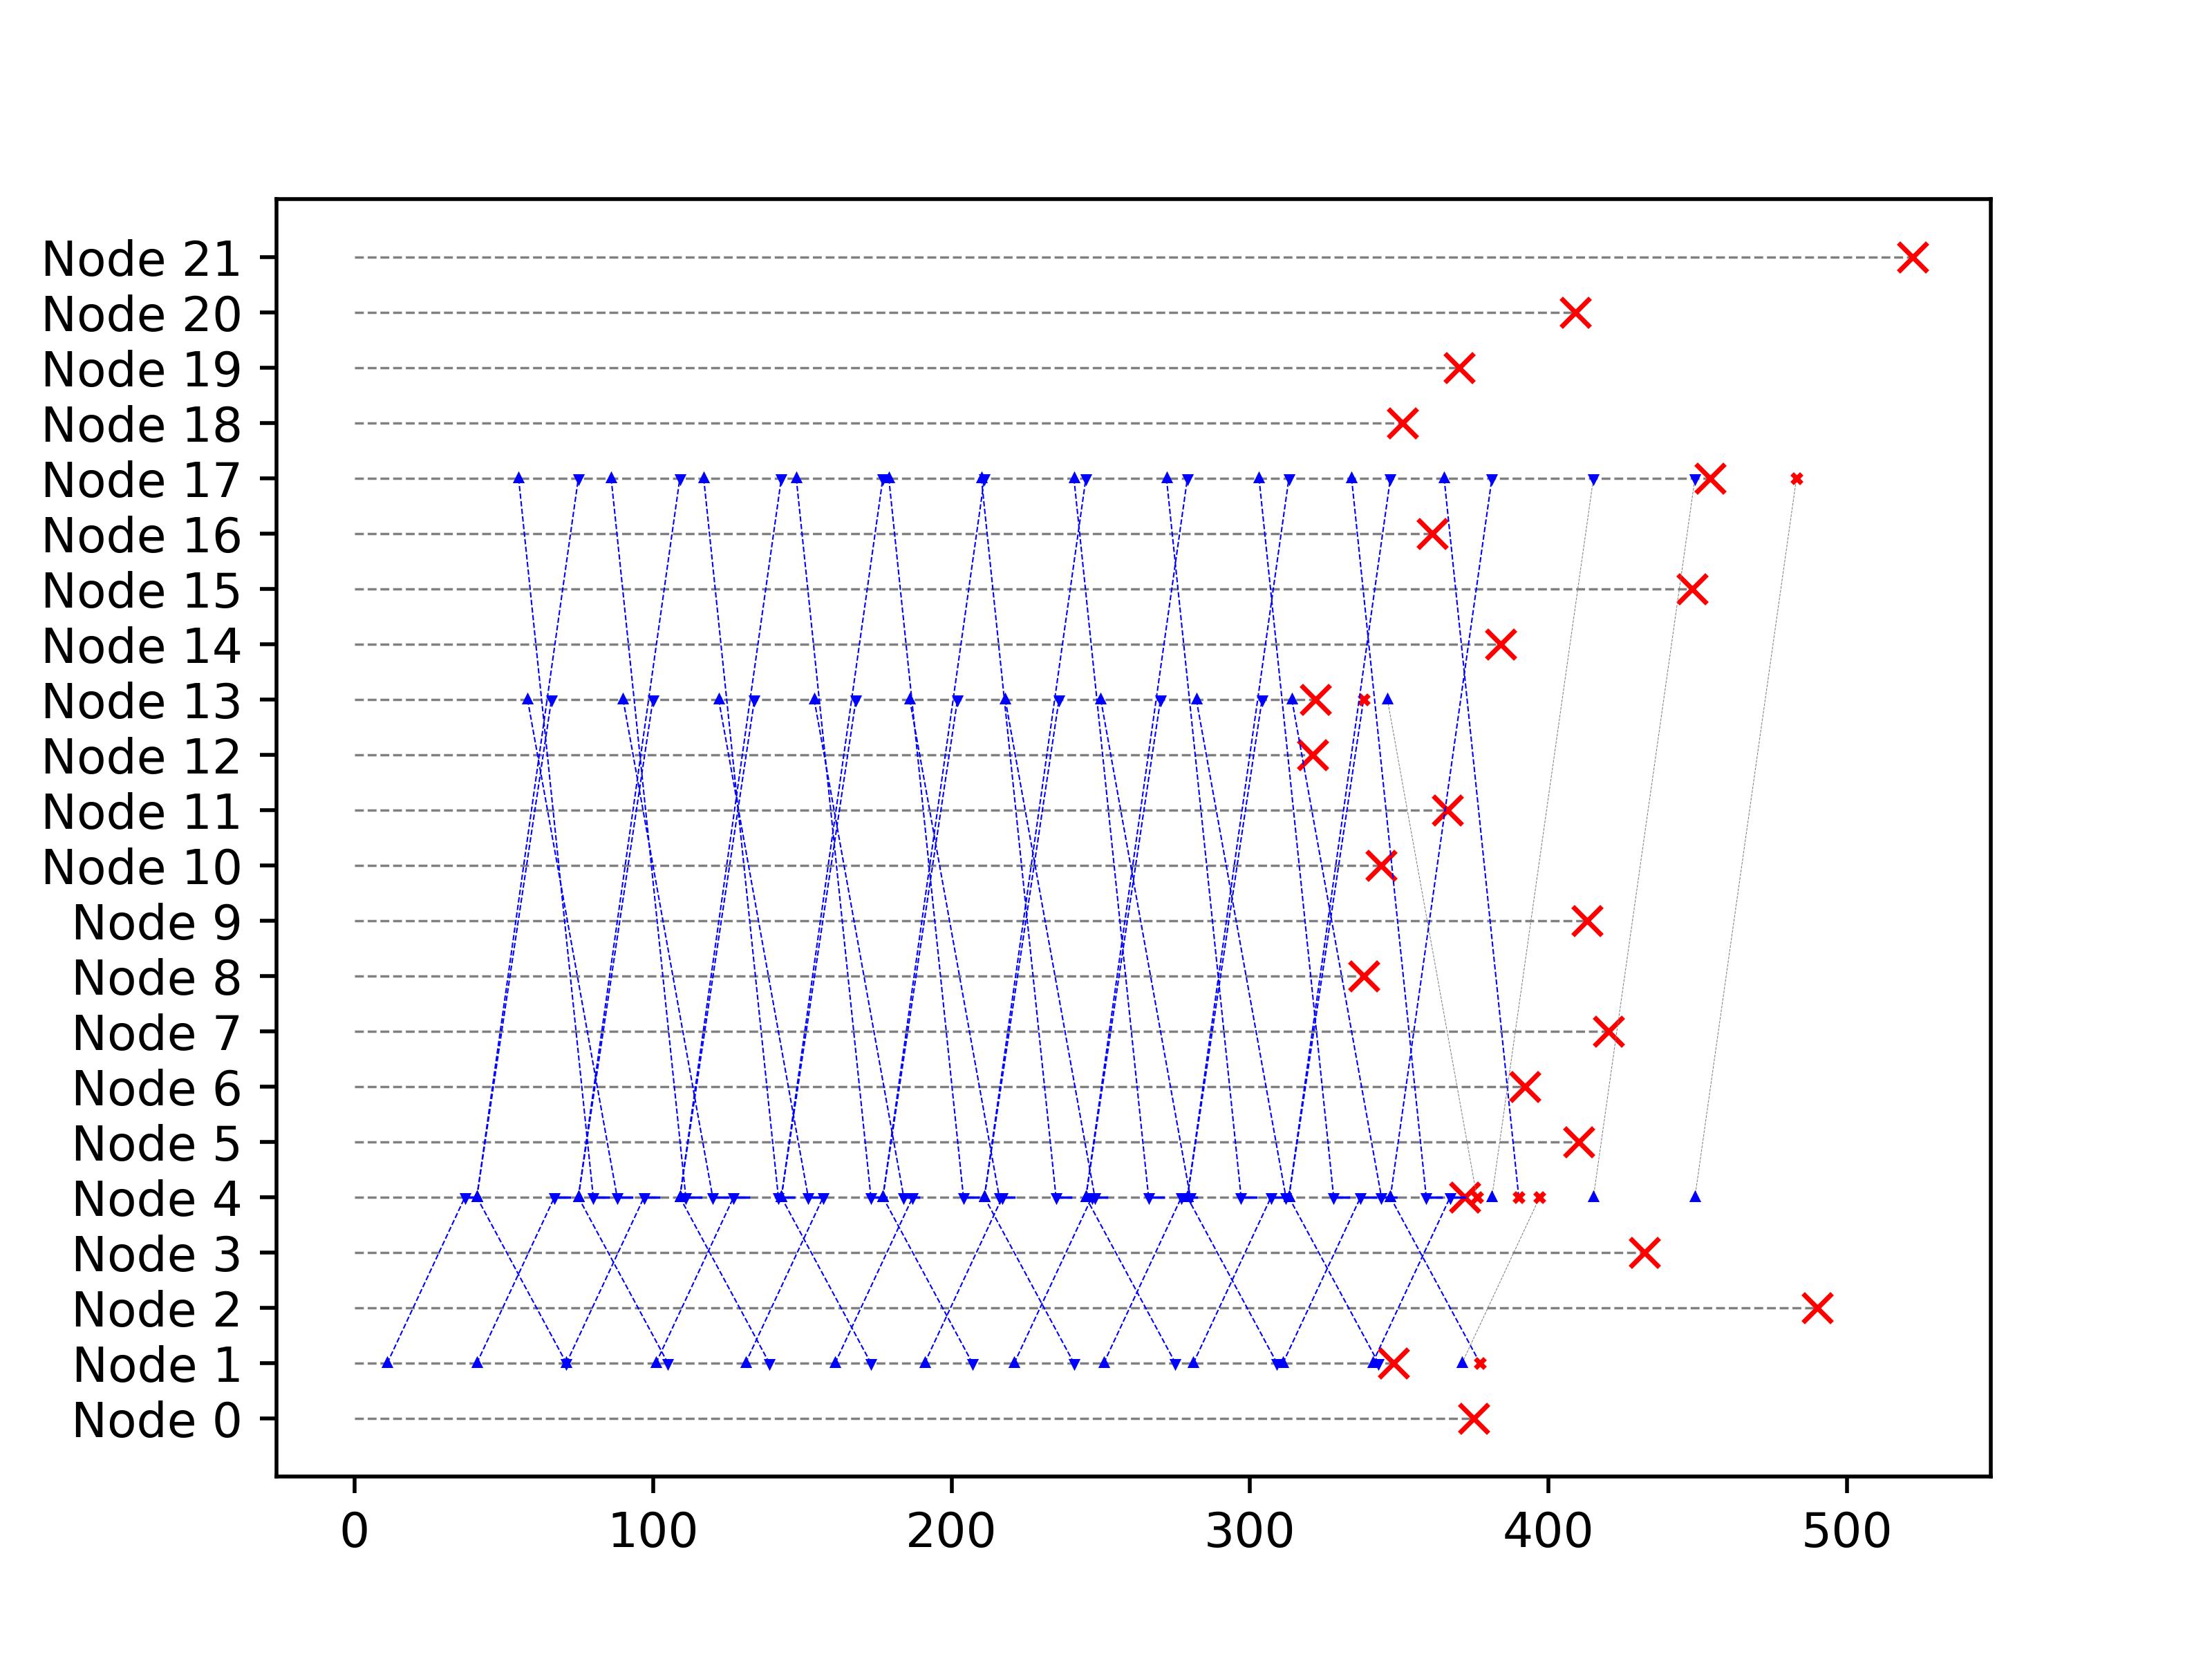 Node 21
Node 20
Node 19
Node 18
Node 17
Node 16
Node 15
Node 14
Node 13
Node 12
Node 11
Node 10
Node 9
Node 8
Node 7
Node 6
Node 5
Node 4
Node 3
Node 2
Node 1
Node 0
0 100 200 300 400 500